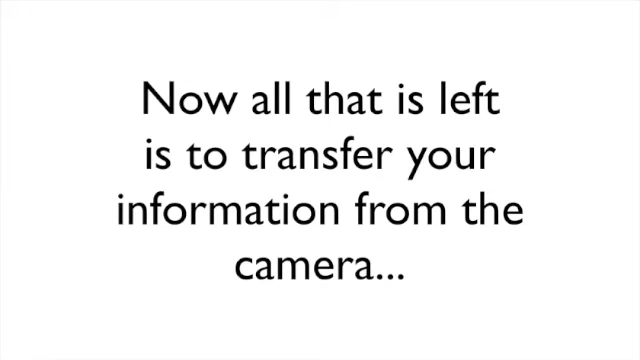 Now all that is left
is to transfer your
information from the
camera...